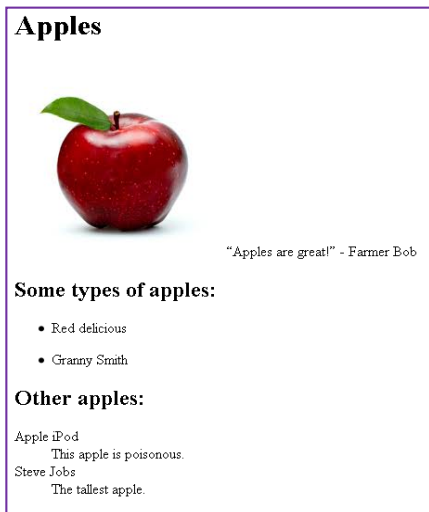 Apples
“Apples are great!” - Farmer Bob
Some types of apples:
• Red delicious
• Granny Smith
Other apples:
Apple iPod
This apple is poisonous.
Steve Jobs
The tallest apple.